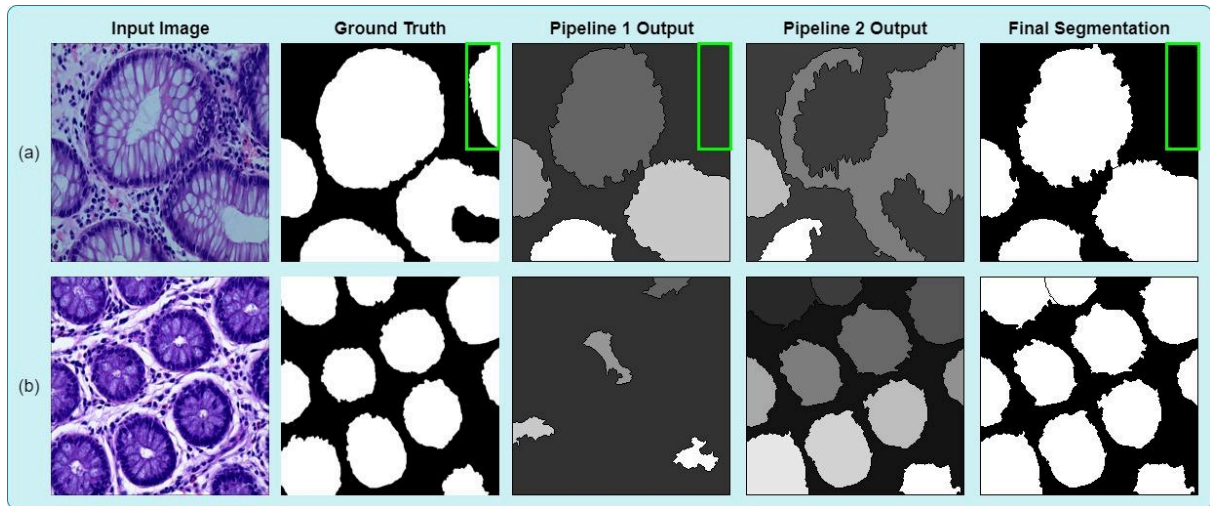 Input Image Ground Truth Pipeline 1 Output Pipeline 2 Output Final Segmentation
(a)
(b)